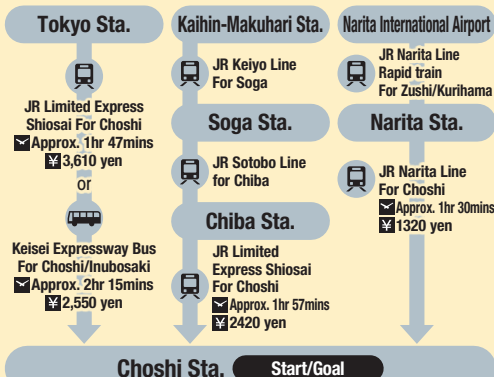 Tokyo Sta.
JR Limited Express
Shiosai For Choshi
Approx. 1hr 47mins
¥ 3,610 yen
or
Keisei Expressway Bus
For Choshi/Inubosaki
Approx. 2hr 15mins
¥ 2,550 yen
Kaihin-Makuhari Sta.
JR Keiyo Line
For Soga
Soga Sta.
JR Sotobo Line
for Chiba
Chiba Sta.
JR Limited
Express Shiosai
For Choshi
Approx. 1hr 57mins
¥ 2420 yen
Narita International Airport
JR Narita Line
Rapid train
For Zushi/Kurihama
Narita Sta.
JR Narita Line
For Choshi
Approx. 1hr 30mins
¥ 1320 yen
Choshi Sta. Start/Goal